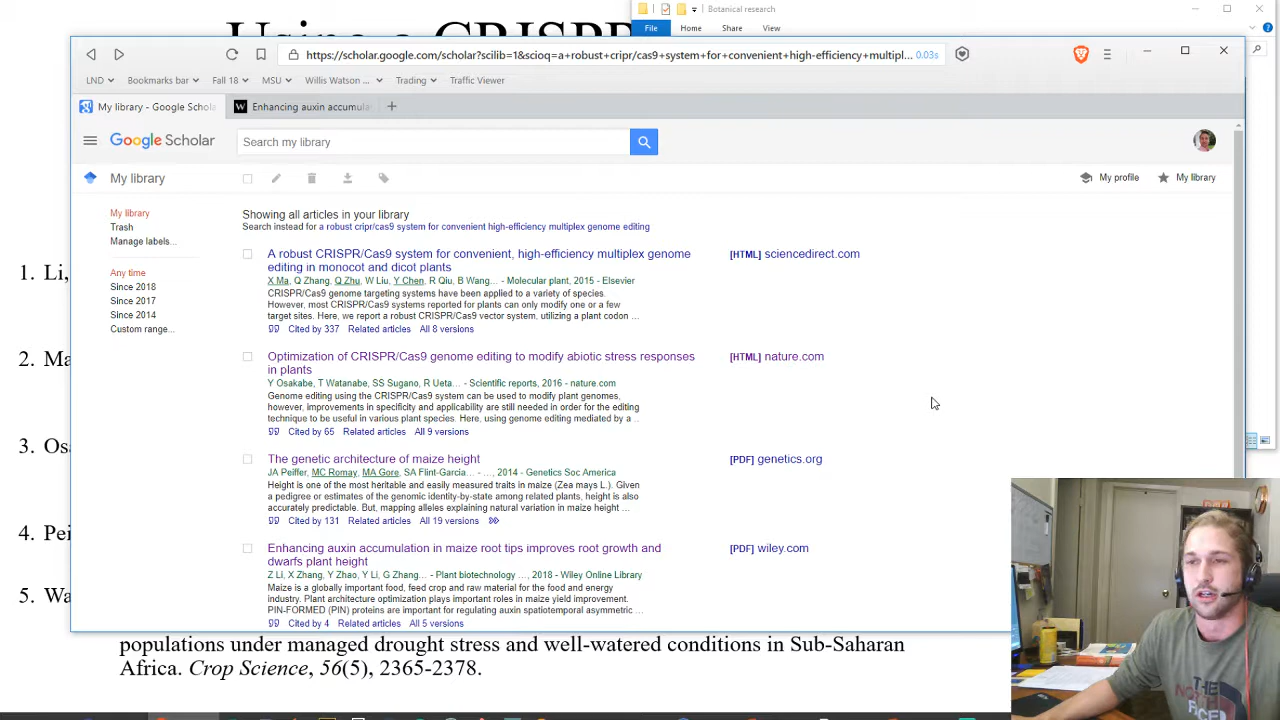 Using a CRISPR
Botanical research
File Home Share View
https://scholar.google.com/scholar?scilib=1&scioq=a+robust+cripr/cas9+system+for+convenient+high-efficiency+multipl... 0.03s
LND Bookmarks bar Fall 18 MSU Willis Watson ... Trading Traffic Viewer
My library - Google Schola
Enhancing auxin accumula
Google Scholar
Search my library
My library
My profile My library
My library
Trash
Manage labels...
Any time
Since 2018
Since 2017
Since 2014
Custom range...
Showing all articles in your library
Search instead for a robust cripr/cas9 system for convenient high-efficiency multiplex genome editing
A robust CRISPR/Cas9 system for convenient, high-efficiency multiplex genome
editing in monocot and dicot plants
[HTML] sciencedirect.com
X Ma, Q Zhang, Q Zhu, W Liu, Y Chen, R Qiu, B Wang... - Molecular plant, 2015 - Elsevier
CRISPR/Cas9 genome targeting systems have been applied to a variety of species.
However, most CRISPR/Cas9 systems reported for plants can only modify one or a few
target sites. Here, we report a robust CRISPR/Cas9 vector system, utilizing a plant codon ...
Cited by 337 Related articles All 8 versions
Optimization of CRISPR/Cas9 genome editing to modify abiotic stress responses
in plants
[HTML] nature.com
Y Osakabe, T Watanabe, SS Sugano, R Ueta... - Scientific reports, 2016 - nature.com
Genome editing using the CRISPR/Cas9 system can be used to modify plant genomes,
however, improvements in specificity and applicability are still needed in order for the editing
technique to be useful in various plant species. Here, using genome editing mediated by a ...
Cited by 65 Related articles All 9 versions
The genetic architecture of maize height
[PDF] genetics.org
JA Peiffer, MC Romay, MA Gore, SA Flint-Garcia... - ..., 2014 - Genetics Soc America
Height is one of the most heritable and easily measured traits in maize (Zea mays L.). Given
a pedigree or estimates of the genomic identity-by-state among related plants, height is also
accurately predictable. But, mapping alleles explaining natural variation in maize height ...
Cited by 131 Related articles All 19 versions
Enhancing auxin accumulation in maize root tips improves root growth and
dwarfs plant height
[PDF] wiley.com
Z Li, X Zhang, Y Zhao, Y Li, G Zhang... - Plant biotechnology ..., 2018 - Wiley Online Library
Maize is a globally important food, feed crop and raw material for the food and energy
industry. Plant architecture optimization plays important roles in maize yield improvement.
PIN-FORMED (PIN) proteins are important for regulating auxin spatiotemporal asymmetric ...
Cited by 4 Related articles All 5 versions
1. Li,
2. Ma
3. Osa
4. Pei
5. Wa
populations under managed drought stress and well-watered conditions in Sub-Saharan
Africa. Crop Science, 56(5), 2365-2378.
THE